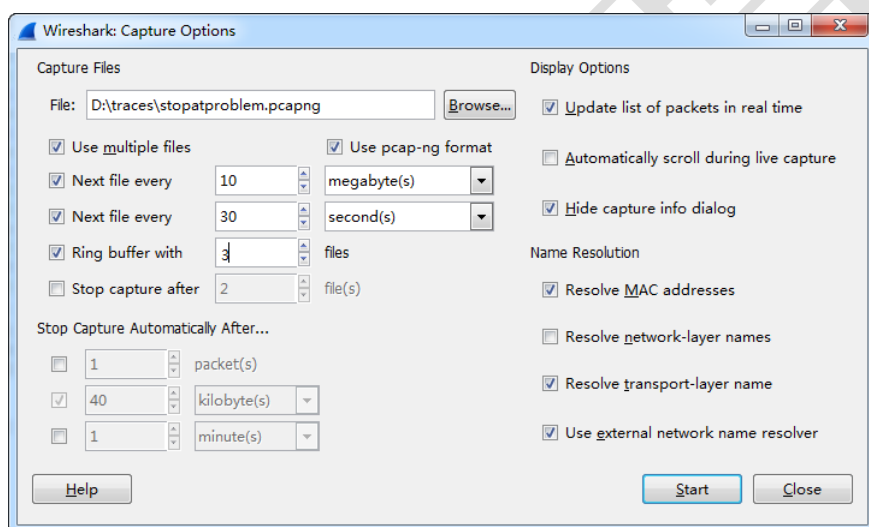 Wireshark: Capture Options
Capture Files
File: D:\traces\stopatproblem.pcapng Browse...
Use multiple files Use pcap-ng format
Next file every 10 megabyte(s)
Next file every 30 second(s)
Ring buffer with 3 files
Stop capture after 2 file(s)
Stop Capture Automatically After...
1 packet(s)
40 kilobyte(s)
1 minute(s)
Display Options
Update list of packets in real time
Automatically scroll during live capture
Hide capture info dialog
Name Resolution
Resolve MAC addresses
Resolve network-layer names
Resolve transport-layer name
Use external network name resolver
Help Start Close